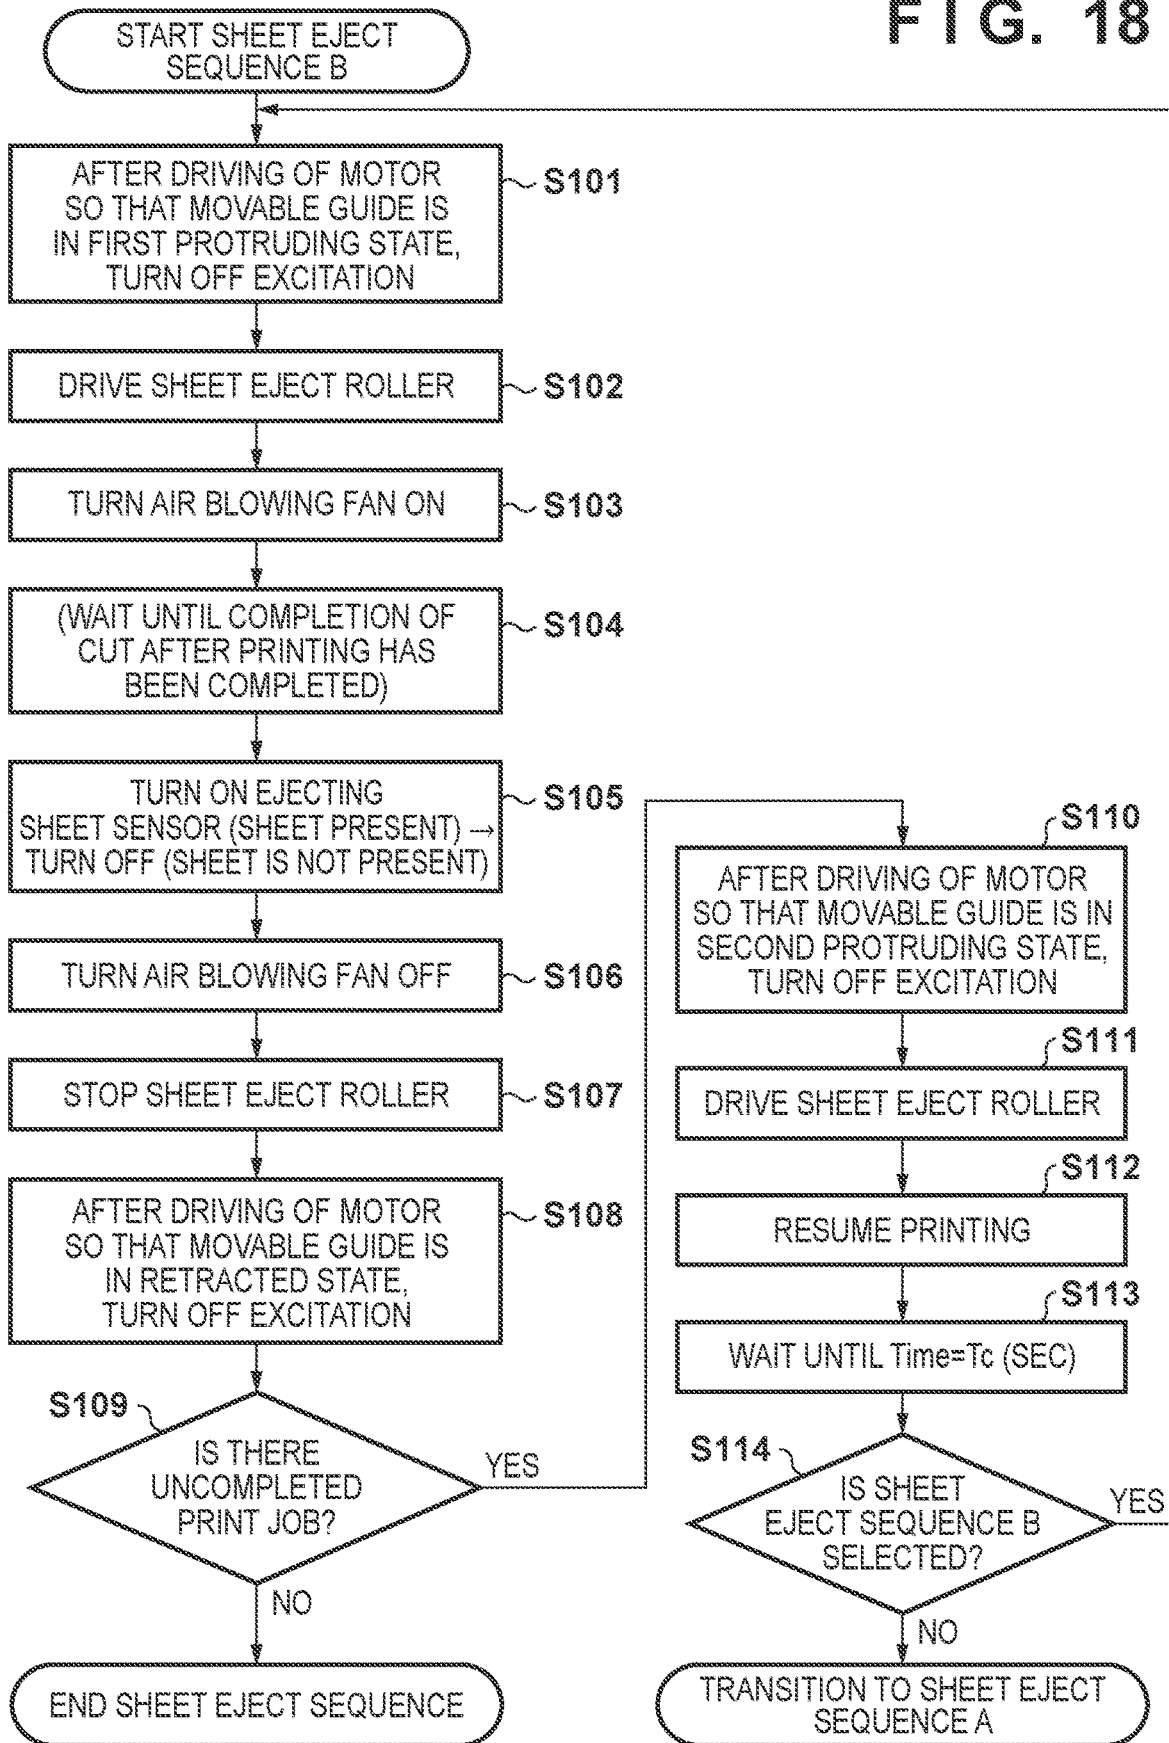 FIG. 18
START SHEET EJECT
SEQUENCE B
AFTER DRIVING OF MOTOR
SO THAT MOVABLE GUIDE IS
IN FIRST PROTRUDING STATE,
TURN OFF EXCITATION
S101
DRIVE SHEET EJECT ROLLER
S102
TURN AIR BLOWING FAN ON
S103
(WAIT UNTIL COMPLETION OF
CUT AFTER PRINTING HAS
BEEN COMPLETED)
S104
TURN ON EJECTING
SHEET SENSOR (SHEET PRESENT) →
TURN OFF (SHEET IS NOT PRESENT)
S105
TURN AIR BLOWING FAN OFF
S106
STOP SHEET EJECT ROLLER
S107
AFTER DRIVING OF MOTOR
SO THAT MOVABLE GUIDE IS
IN RETRACTED STATE,
TURN OFF EXCITATION
S108
S109
IS THERE
UNCOMPLETED
PRINT JOB?
YES
NO
END SHEET EJECT SEQUENCE
S110
AFTER DRIVING OF MOTOR
SO THAT MOVABLE GUIDE IS IN
SECOND PROTRUDING STATE,
TURN OFF EXCITATION
S111
DRIVE SHEET EJECT ROLLER
S112
RESUME PRINTING
S113
WAIT UNTIL Time=Tc (SEC)
S114
IS SHEET
EJECT SEQUENCE B
SELECTED?
YES
NO
TRANSITION TO SHEET EJECT
SEQUENCE A